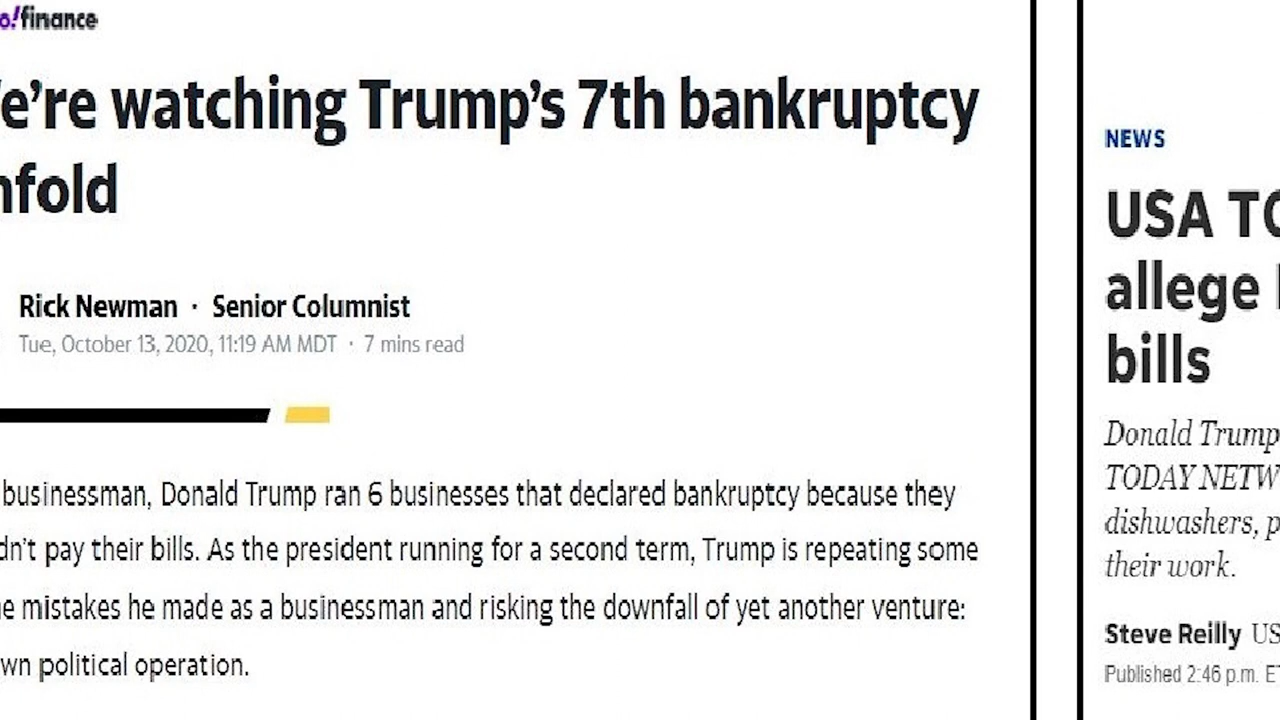 o!finance
e're watching Trump's 7th bankruptcy
nfold
Rick Newman · Senior Columnist
Tue, October 13, 2020, 11:19 AM MDT · 7 mins read
businessman, Donald Trump ran 6 businesses that declared bankruptcy because they
dn't pay their bills. As the president running for a second term, Trump is repeating some
e mistakes he made as a businessman and risking the downfall of yet another venture:
wn political operation.
NEWS
USA TO
allege
bills
Donald Trump
TODAY NETW
dishwashers, p
their work.
Steve Reilly US
Published 2:46 p.m. ET